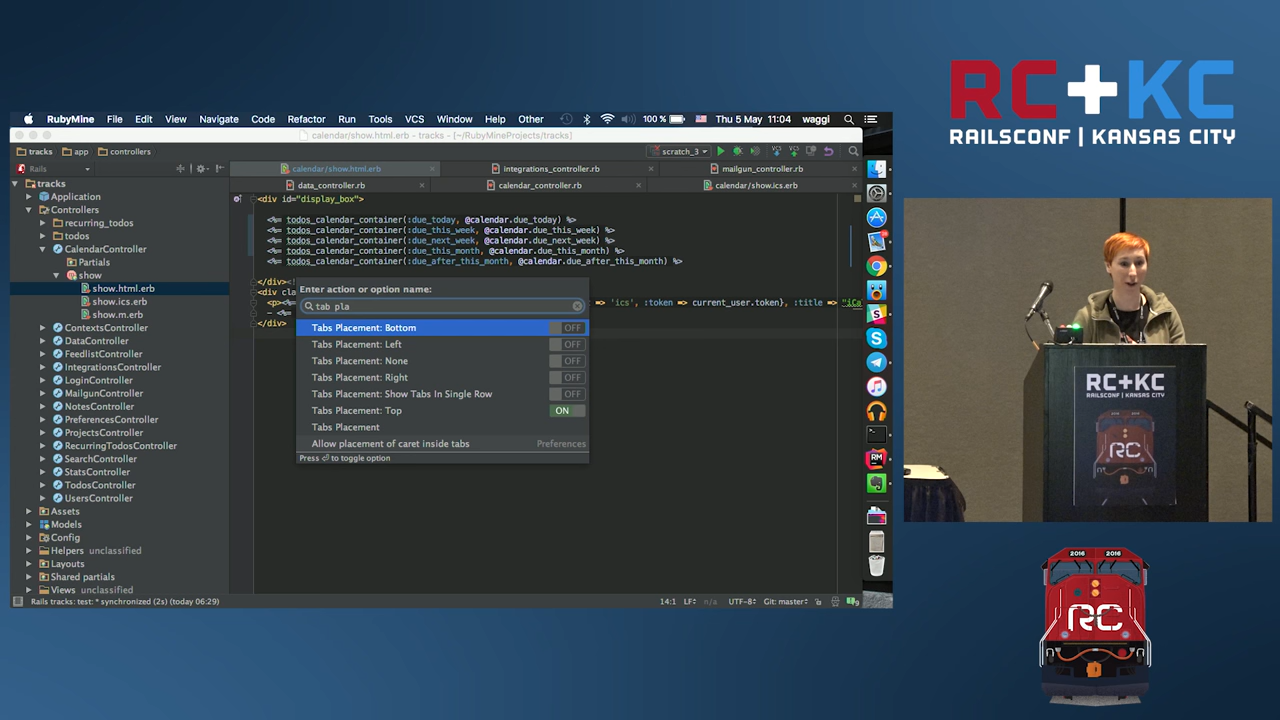 RubyMine File Edit View Navigate Code Refactor Run Tools VCS Window Help Other 100 % Thu 5 May 11:04 waggi
calendar/show.html.erb - tracks - [~/RubyMineProjects/tracks]
tracks app controllers scratch_3
Rails
calendar/show.html.erb integrations_controller.rb mailgun_controller.rb
data_controller.rb calendar_controller.rb calendar/show.ics.erb
tracks
Application
Controllers
recurring_todos
todos
CalendarController
Partials
show
show.html.erb
show.ics.erb
show.m.erb
ContextsController
DataController
FeedlistController
IntegrationsController
LoginController
MailgunController
NotesController
PreferencesController
ProjectsController
RecurringTodosController
SearchController
StatsController
TodosController
UsersController
Assets
Models
Config
Helpers unclassified
Layouts
Shared partials
Views unclassified
<div id="display_box">
<%= todos_calendar_container(:due_today, @calendar.due_today) %>
<%= todos_calendar_container(:due_this_week, @calendar.due_this_week) %>
<%= todos_calendar_container(:due_next_week, @calendar.due_next_week) %>
<%= todos_calendar_container(:due_this_month, @calendar.due_this_month) %>
<%= todos_calendar_container(:due_after_this_month, @calendar.due_after_this_month) %>
</div><!
<div cla
<p><%= => 'ics', :token => current_user.token}, :title => "iCa
- <%=
</div>
Enter action or option name:
tab pla
Tabs Placement: Bottom OFF
Tabs Placement: Left OFF
Tabs Placement: None OFF
Tabs Placement: Right OFF
Tabs Placement: Show Tabs In Single Row OFF
Tabs Placement: Top ON
Tabs Placement
Allow placement of caret inside tabs Preferences
Press ⏎ to toggle option
Rails tracks: test: * synchronized (2s) (today 06:29) 14:1 LF÷ n/a UTF-8÷ Git: master÷
RC+KC
RAILSCONF | KANSAS CITY
RC+KC
RAILSCONF | KANSAS CITY
RC
2016 2016
RC